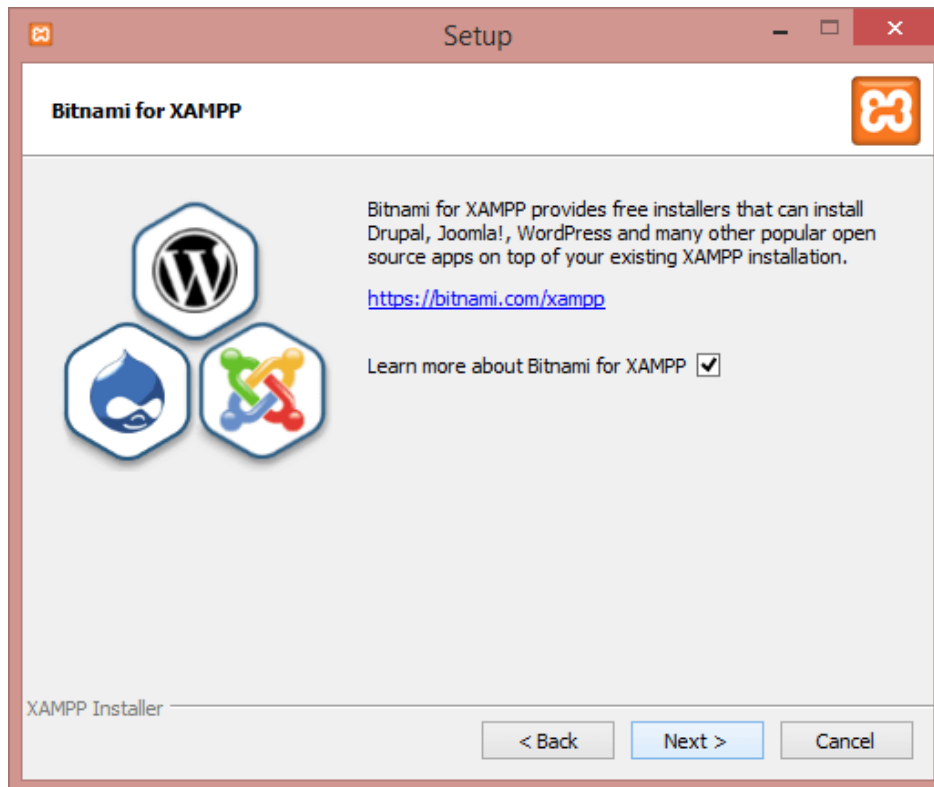 Setup
Bitnami for XAMPP
Bitnami for XAMPP provides free installers that can install
Drupal, Joomla!, WordPress and many other popular open
source apps on top of your existing XAMPP installation.
https://bitnami.com/xampp
Learn more about Bitnami for XAMPP
XAMPP Installer
< Back
Next >
Cancel